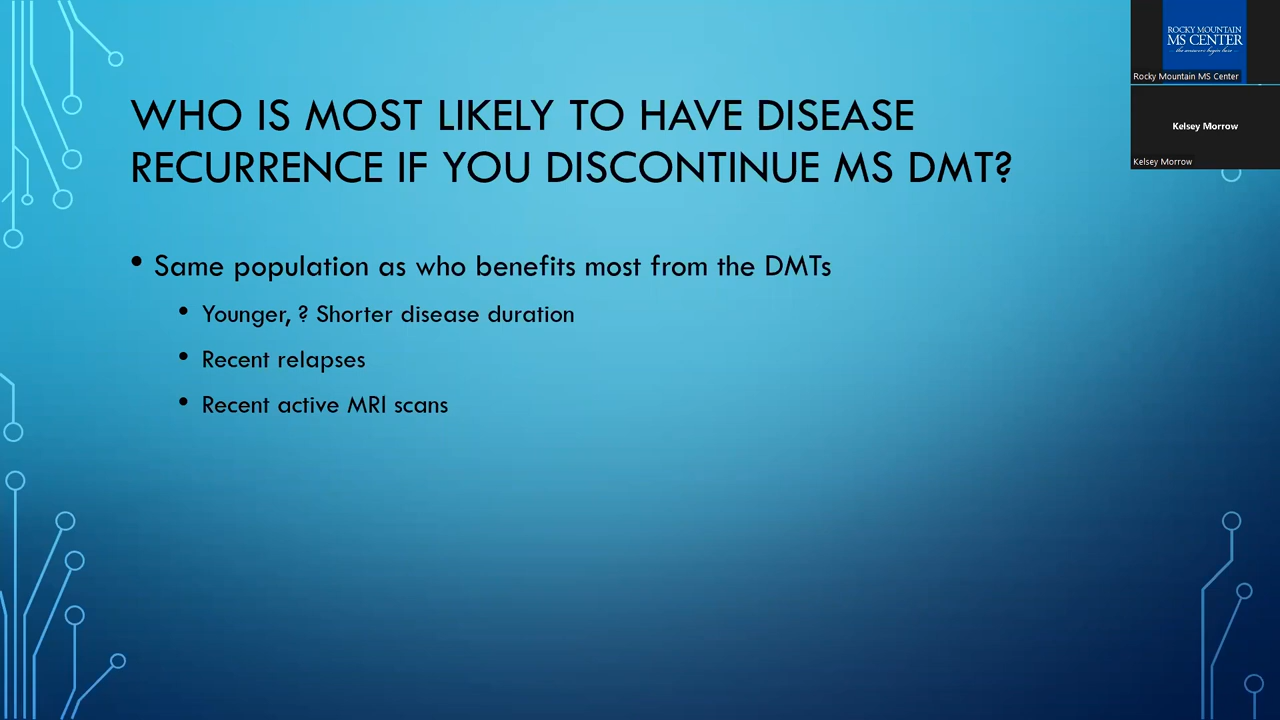 WHO IS MOST LIKELY TO HAVE DISEASE
RECURRENCE IF YOU DISCONTINUE MS DMT?
• Same population as who benefits most from the DMTs
• Younger, ? Shorter disease duration
• Recent relapses
• Recent active MRI scans
ROCKY MOUNTAIN
MS CENTER
the answers begin here
Rocky Mountain MS Center
Kelsey Morrow
Kelsey Morrow